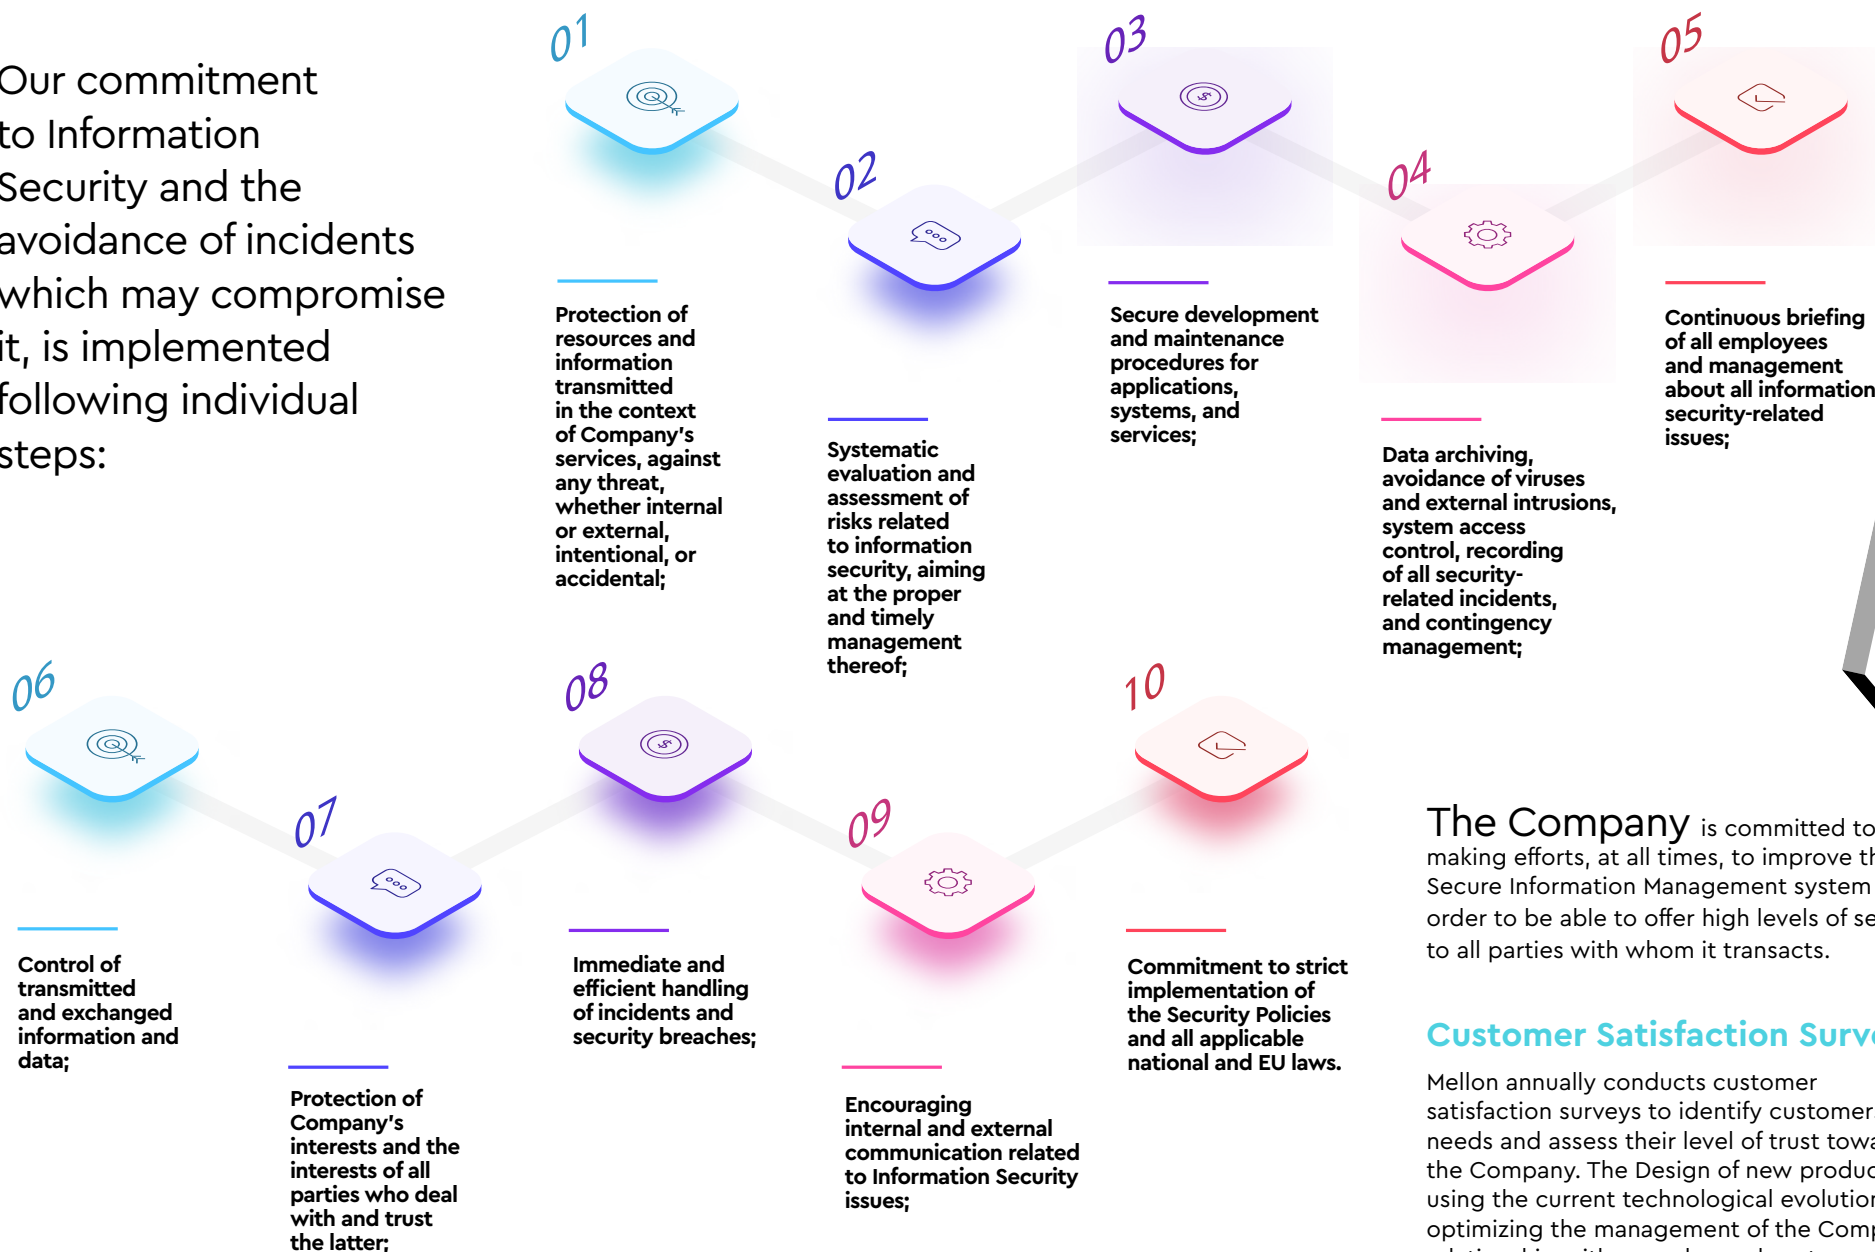 Our commitment
to Information
Security and the
avoidance of incidents
which may compromise
it, is implemented
following individual
steps:
01
Protection of
resources and
information
transmitted
in the context
of Company's
services, against
any threat,
whether internal
or external,
intentional, or
accidental;
02
Systematic
evaluation and
assessment of
risks related
to information
security, aiming
at the proper
and timely
management
thereof;
03
Secure development
and maintenance
procedures for
applications,
systems, and
services;
04
Data archiving,
avoidance of viruses
and external intrusions,
system access
control, recording
of all security-
related incidents,
and contingency
management;
05
Continuous briefing
of all employees
and management
about all information
security-related
issues;
06
Control of
transmitted
and exchanged
information and
data;
07
Protection of
Company's
interests and the
interests of all
parties who deal
with and trust
the latter;
08
Immediate and
efficient handling
of incidents and
security breaches;
09
Encouraging
internal and external
communication related
to Information Security
issues;
10
Commitment to strict
implementation of
the Security Policies
and all applicable
national and EU laws.
The Company is committed to
making efforts, at all times, to improve
Secure Information Management system
order to be able to offer high levels of
to all parties with whom it transacts.
Customer Satisfaction
Mellon annually conducts customer
satisfaction surveys to identify customer
needs and assess their level of trust
the Company. The Design of new
using the current technological
optimizing the management of the